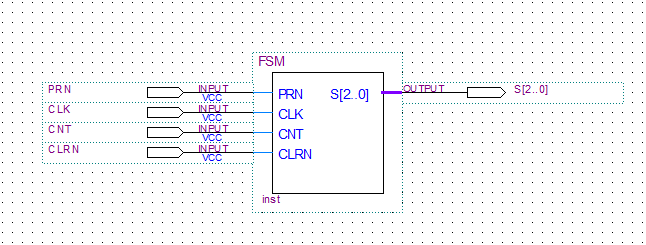 FSM
PRN INPUT VCC PRN S[2..0] OUTPUT S[2..0]
CLK INPUT VCC CLK
CNT INPUT VCC CNT
CLRN INPUT VCC CLRN
inst